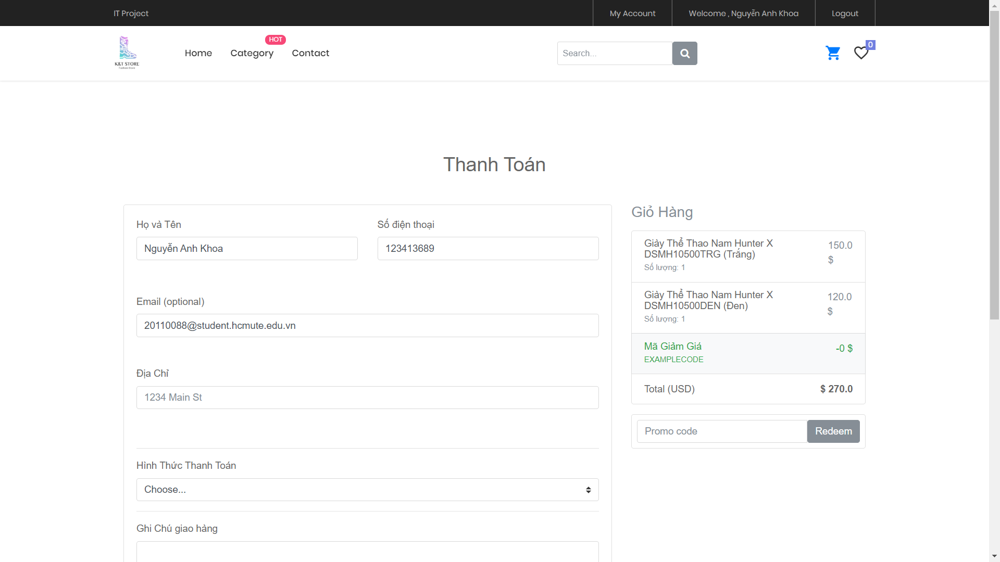 IT Project
My Account
Welcome , Nguyễn Anh Khoa
Logout
K&T STORE
Fashion Store
Home
Category
HOT
Contact
Search...
0
Thanh Toán
Họ và Tên
Số điện thoại
Nguyễn Anh Khoa
123413689
Email (optional)
20110088@student.hcmute.edu.vn
Địa Chỉ
1234 Main St
Hình Thức Thanh Toán
Choose...
Ghi Chú giao hàng
Giỏ Hàng
Giày Thể Thao Nam Hunter X
DSMH10500TRG (Trắng)
Số lượng: 1
150.0
$
Giày Thể Thao Nam Hunter X
DSMH10500DEN (Đen)
Số lượng: 1
120.0
$
Mã Giảm Giá
EXAMPLECODE
-0 $
Total (USD)
$ 270.0
Promo code
Redeem